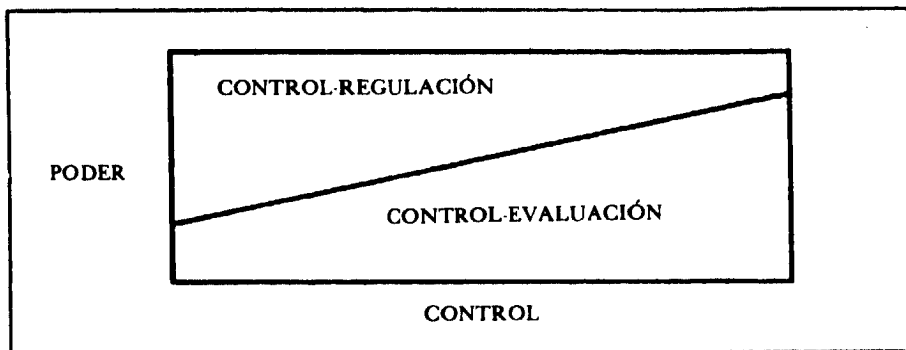 CONTROL-REGULACIÓN
PODER
CONTROL-EVALUACIÓN
CONTROL